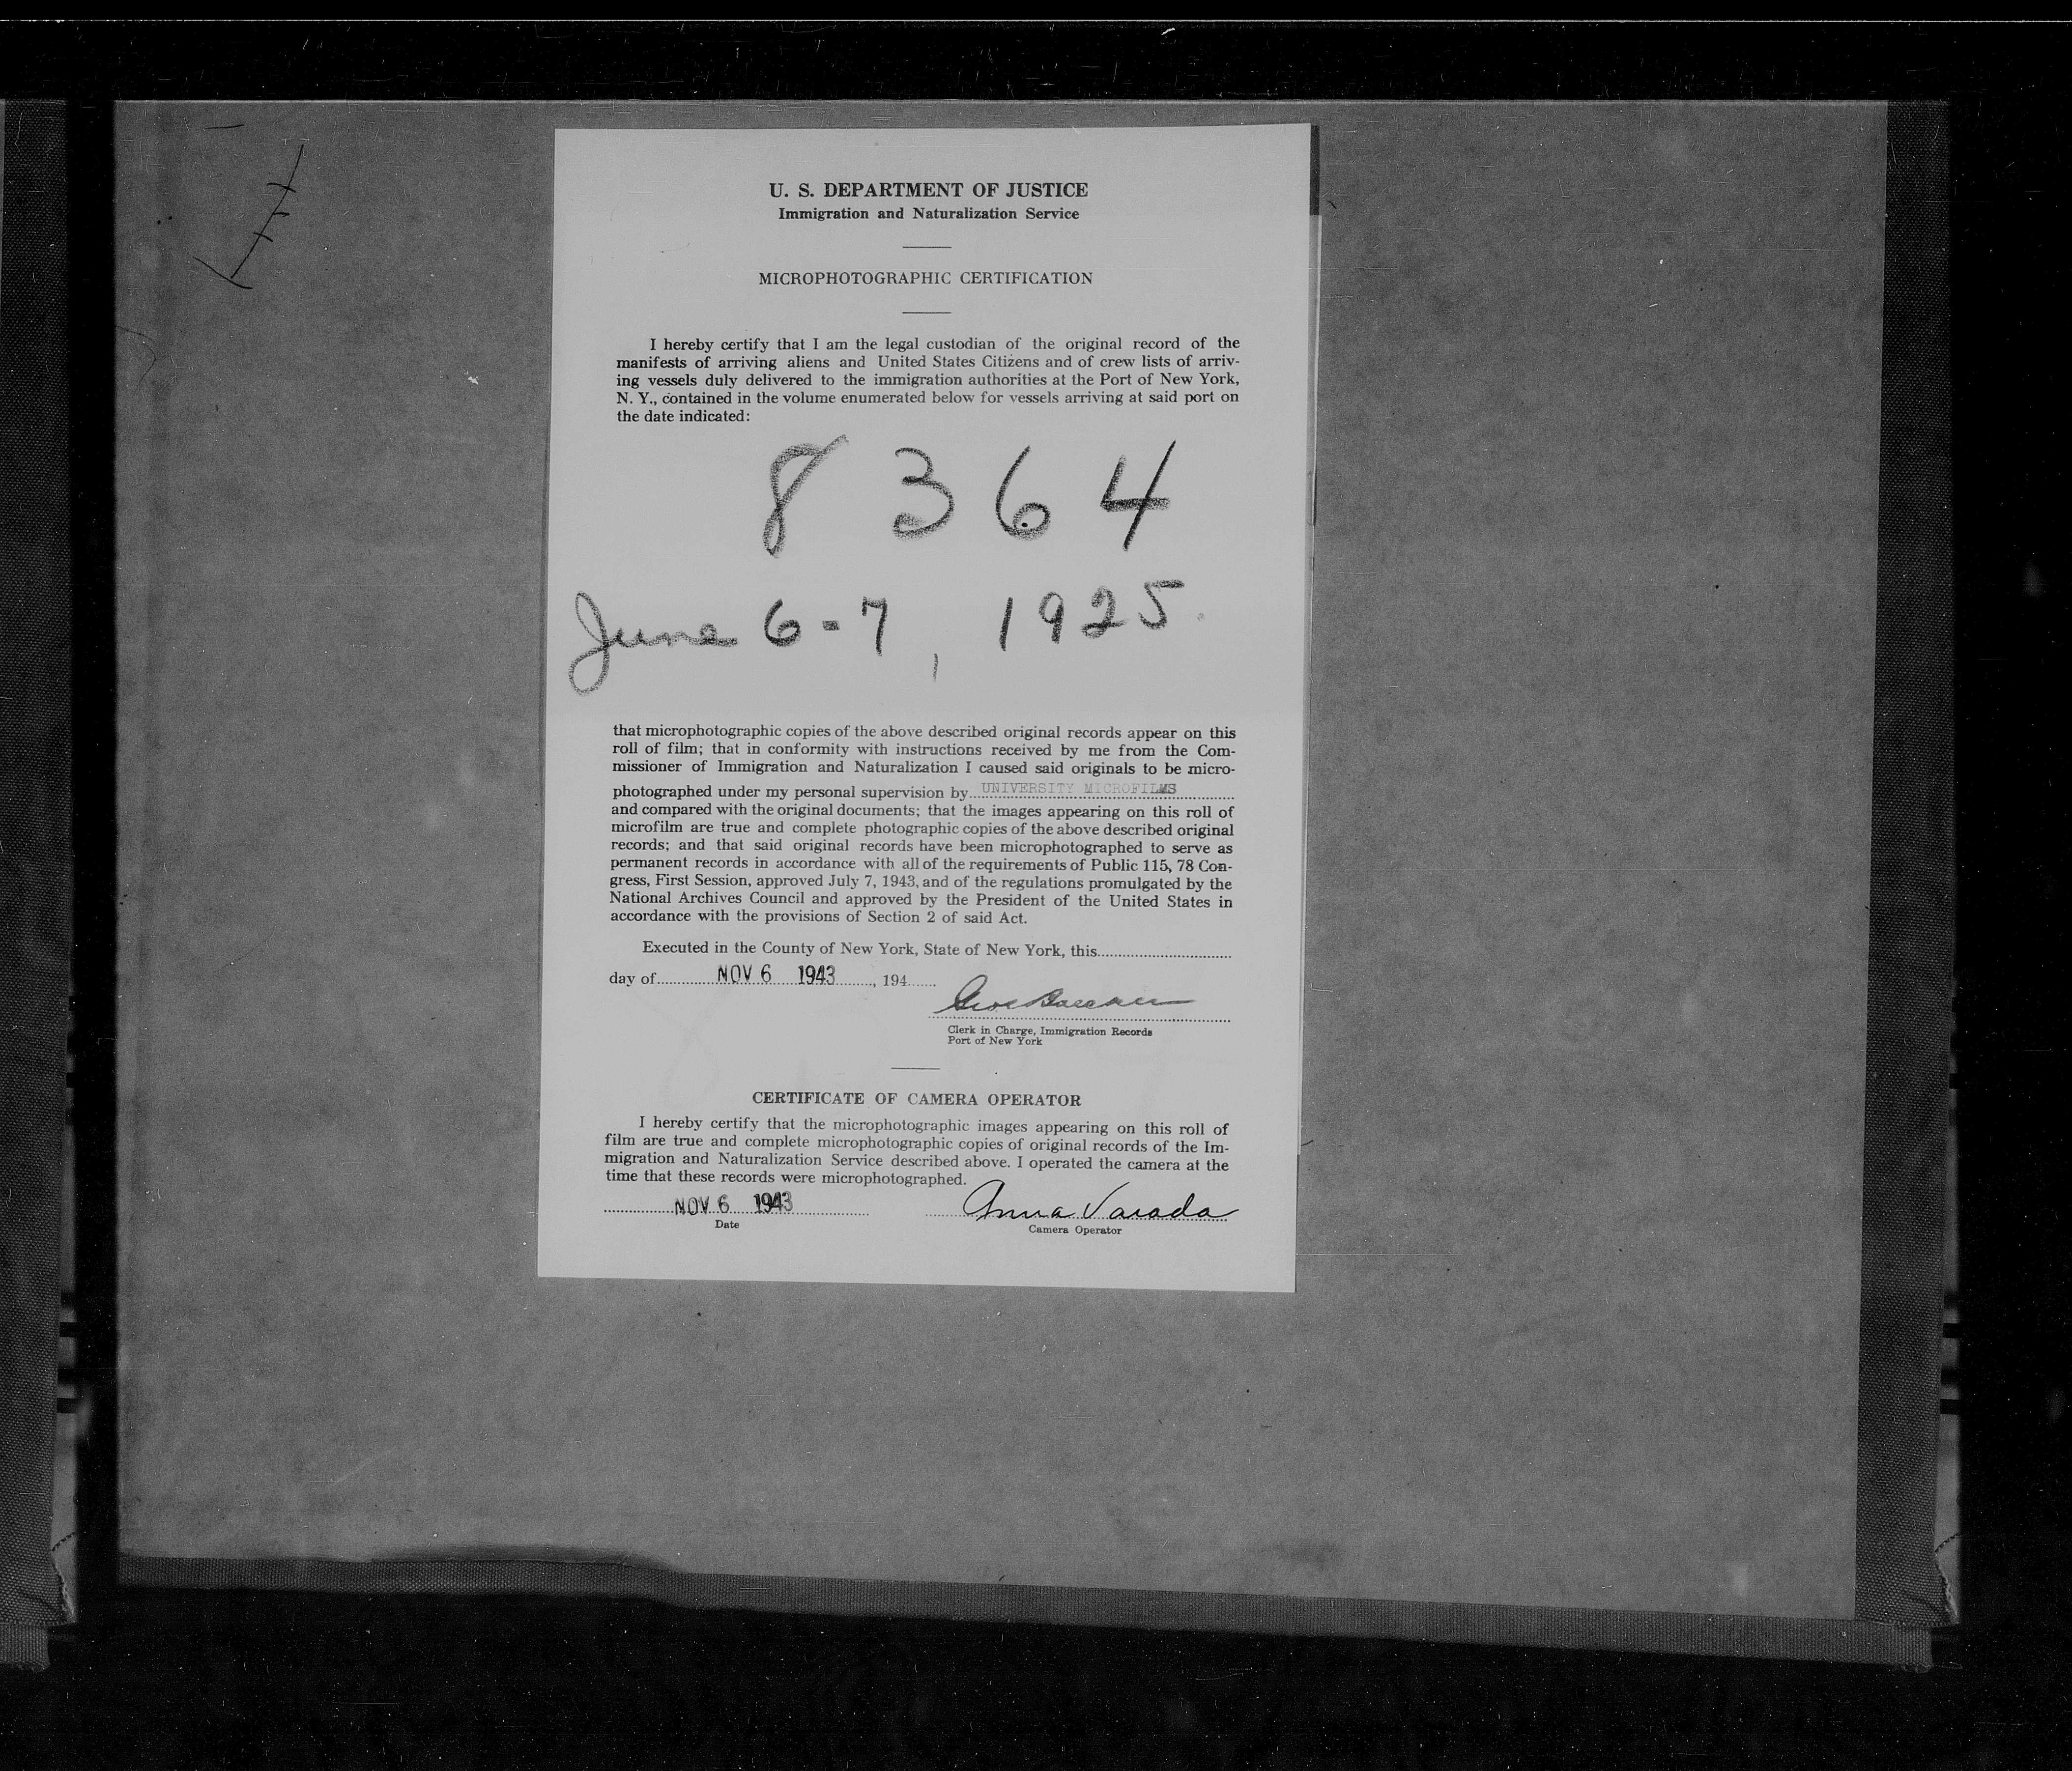 U. S. DEPARTMENT OF JUSTICE
Immigration and Naturalization Service
MICROPHOTOGRAPHIC CERTIFICATION
I hereby certify that I am the legal custodian of the original record of the
manifests of arriving aliens and United States Citizens and of crew lists of arriv-
ing vessels duly delivered to the immigration authorities at the Port of New York,
N. Y., contained in the volume enumerated below for vessels arriving at said port on
the date indicated:
8 3 6 4
June 6-7, 1925.
that microphotographic copies of the above described original records appear on this
roll of film; that in conformity with instructions received by me from the Com-
missioner of Immigration and Naturalization I caused said originals to be micro-
photographed under my personal supervision by UNIVERSITY MICROFILMS
and compared with the original documents; that the images appearing on this roll of
microfilm are true and complete photographic copies of the above described original
records; and that said original records have been microphotographed to serve as
permanent records in accordance with all of the requirements of Public 115, 78 Con-
gress, First Session, approved July 7, 1943, and of the regulations promulgated by the
National Archives Council and approved by the President of the United States in
accordance with the provisions of Section 2 of said Act.
Executed in the County of New York, State of New York, this
day of NOV 6 1943, 194
Clerk in Charge, Immigration Records
Port of New York
CERTIFICATE OF CAMERA OPERATOR
I hereby certify that the microphotographic images appearing on this roll of
film are true and complete microphotographic copies of original records of the Im-
migration and Naturalization Service described above. I operated the camera at the
time that these records were microphotographed.
NOV 6 1943 Anna Varada
Date Camera Operator